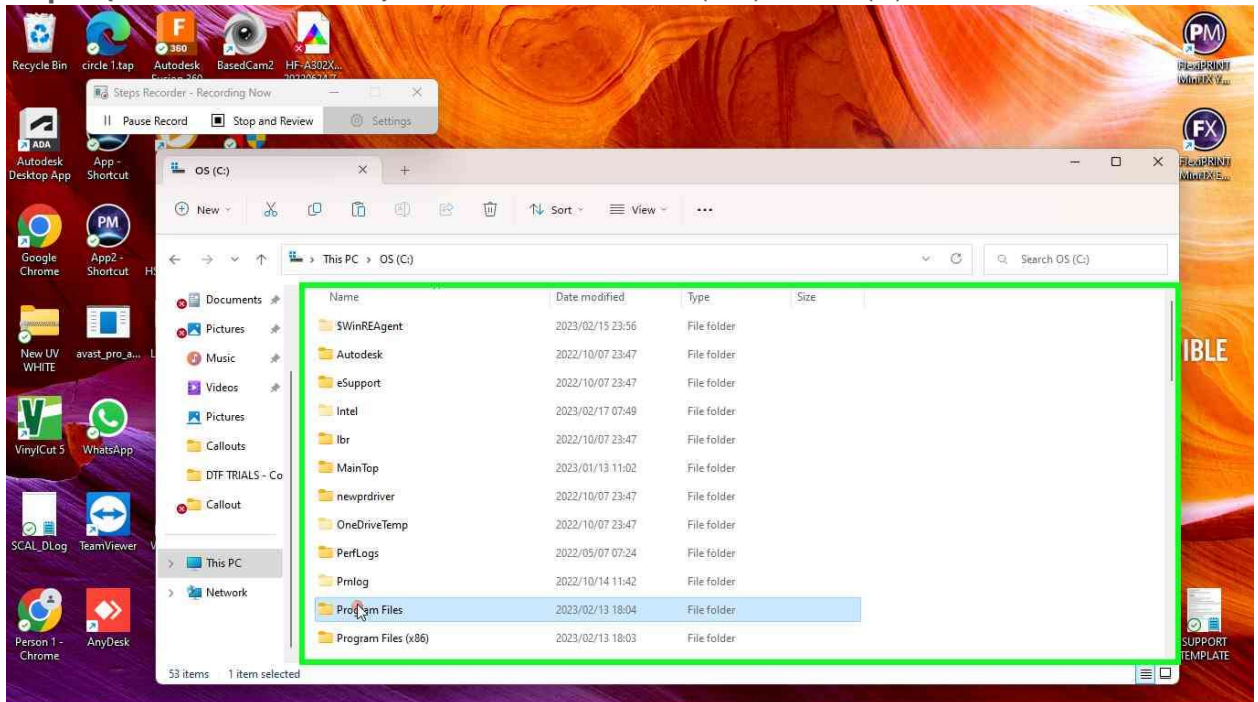 Recycle Bin
circle 1.tap
Autodesk
BasedCam2
HF-A302X...
F
360
Steps Recorder - Recording Now
Pause Record
Stop and Review
Settings
PM
FlexiPRINT
ADA
Autodesk
Desktop App
App -
Shortcut
FX
FlexiPRINT
OS (C:)
New
Sort
View
This PC > OS (C:)
Search OS (C:)
Google
Chrome
PM
App2 -
Shortcut
New UV
WHITE
avast_pro_a...
VinylCut 5
WhatsApp
SCAL_DLog
TeamViewer
Person 1 -
Chrome
AnyDesk
Documents
Pictures
Music
Videos
Pictures
Callouts
DTF TRIALS - Co
Callout
This PC
Network
Name Date modified Type Size
$WinREAgent 2023/02/15 23:56 File folder
Autodesk 2022/10/07 23:47 File folder
eSupport 2022/10/07 23:47 File folder
Intel 2023/02/17 07:49 File folder
lbr 2022/10/07 23:47 File folder
MainTop 2023/01/13 11:02 File folder
newprdriver 2022/10/07 23:47 File folder
OneDriveTemp 2022/10/07 23:47 File folder
PerfLogs 2022/05/07 07:24 File folder
Prnlog 2022/10/14 11:42 File folder
Program Files 2023/02/13 18:04 File folder
Program Files (x86) 2023/02/13 18:03 File folder
53 items 1 item selected
IBLE
SUPPORT
TEMPLATE